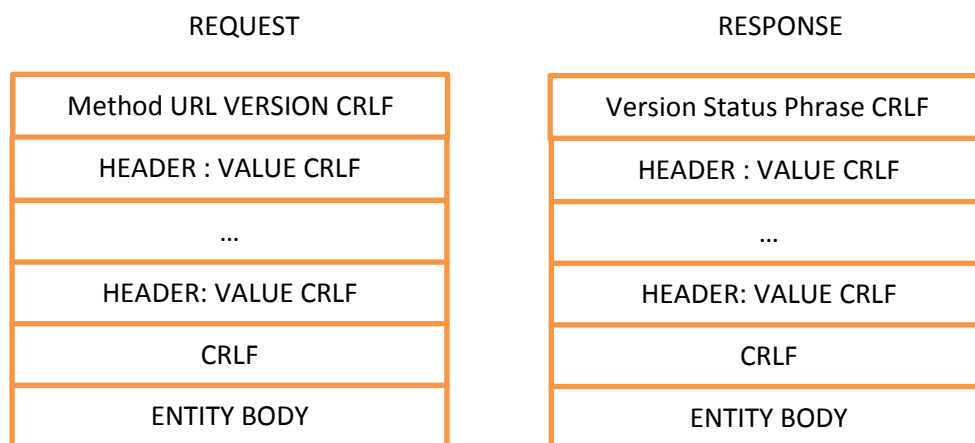 REQUEST
Method URL VERSION CRLF
HEADER : VALUE CRLF
...
HEADER: VALUE CRLF
CRLF
ENTITY BODY
RESPONSE
Version Status Phrase CRLF
HEADER : VALUE CRLF
...
HEADER: VALUE CRLF
CRLF
ENTITY BODY